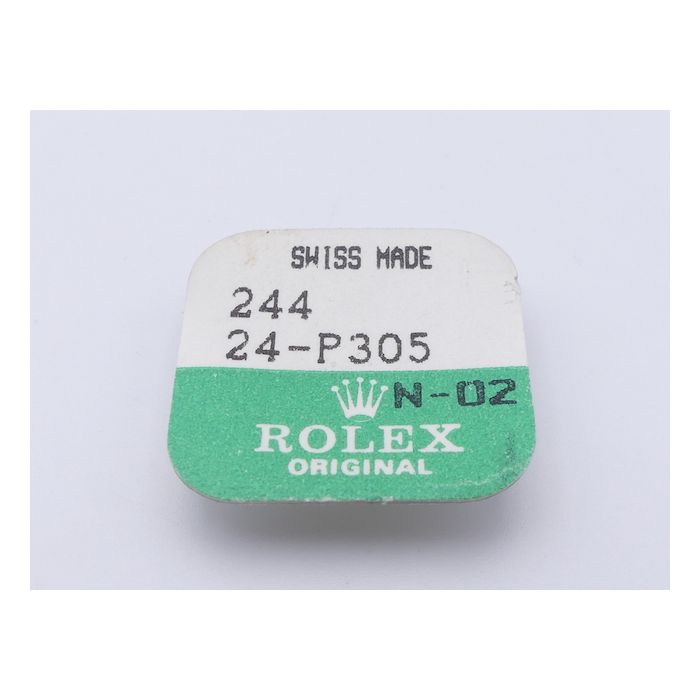 SWISS MADE
244
24-P305
N-02
ROLEX
ORIGINAL